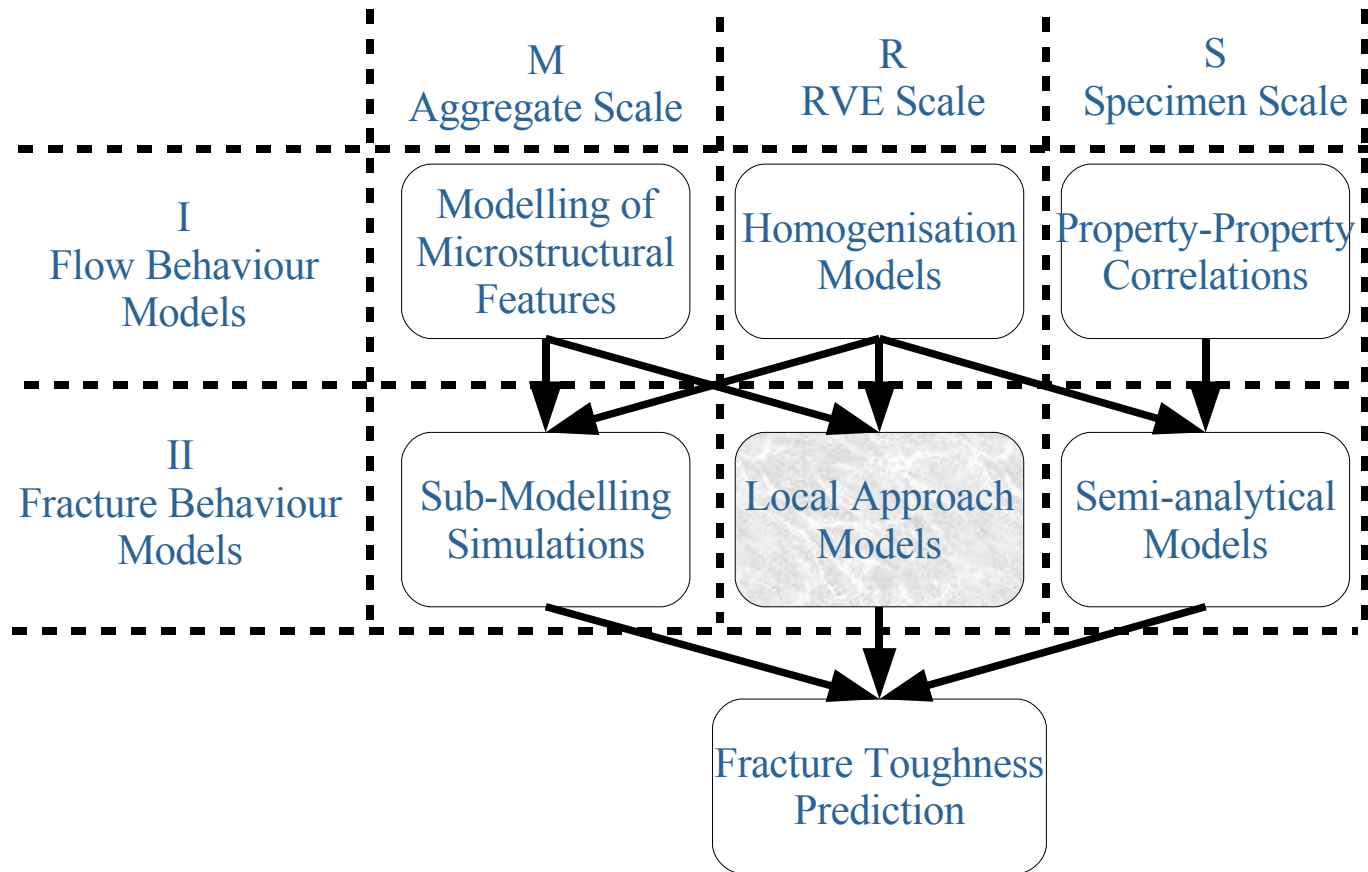 M
Aggregate Scale
R
RVE Scale
S
Specimen Scale
I
Flow Behaviour
Models
Modelling of
Microstructural
Features
Homogenisation
Models
Property-Property
Correlations
II
Fracture Behaviour
Models
Sub-Modelling
Simulations
Local Approach
Models
Semi-analytical
Models
Fracture Toughness
Prediction